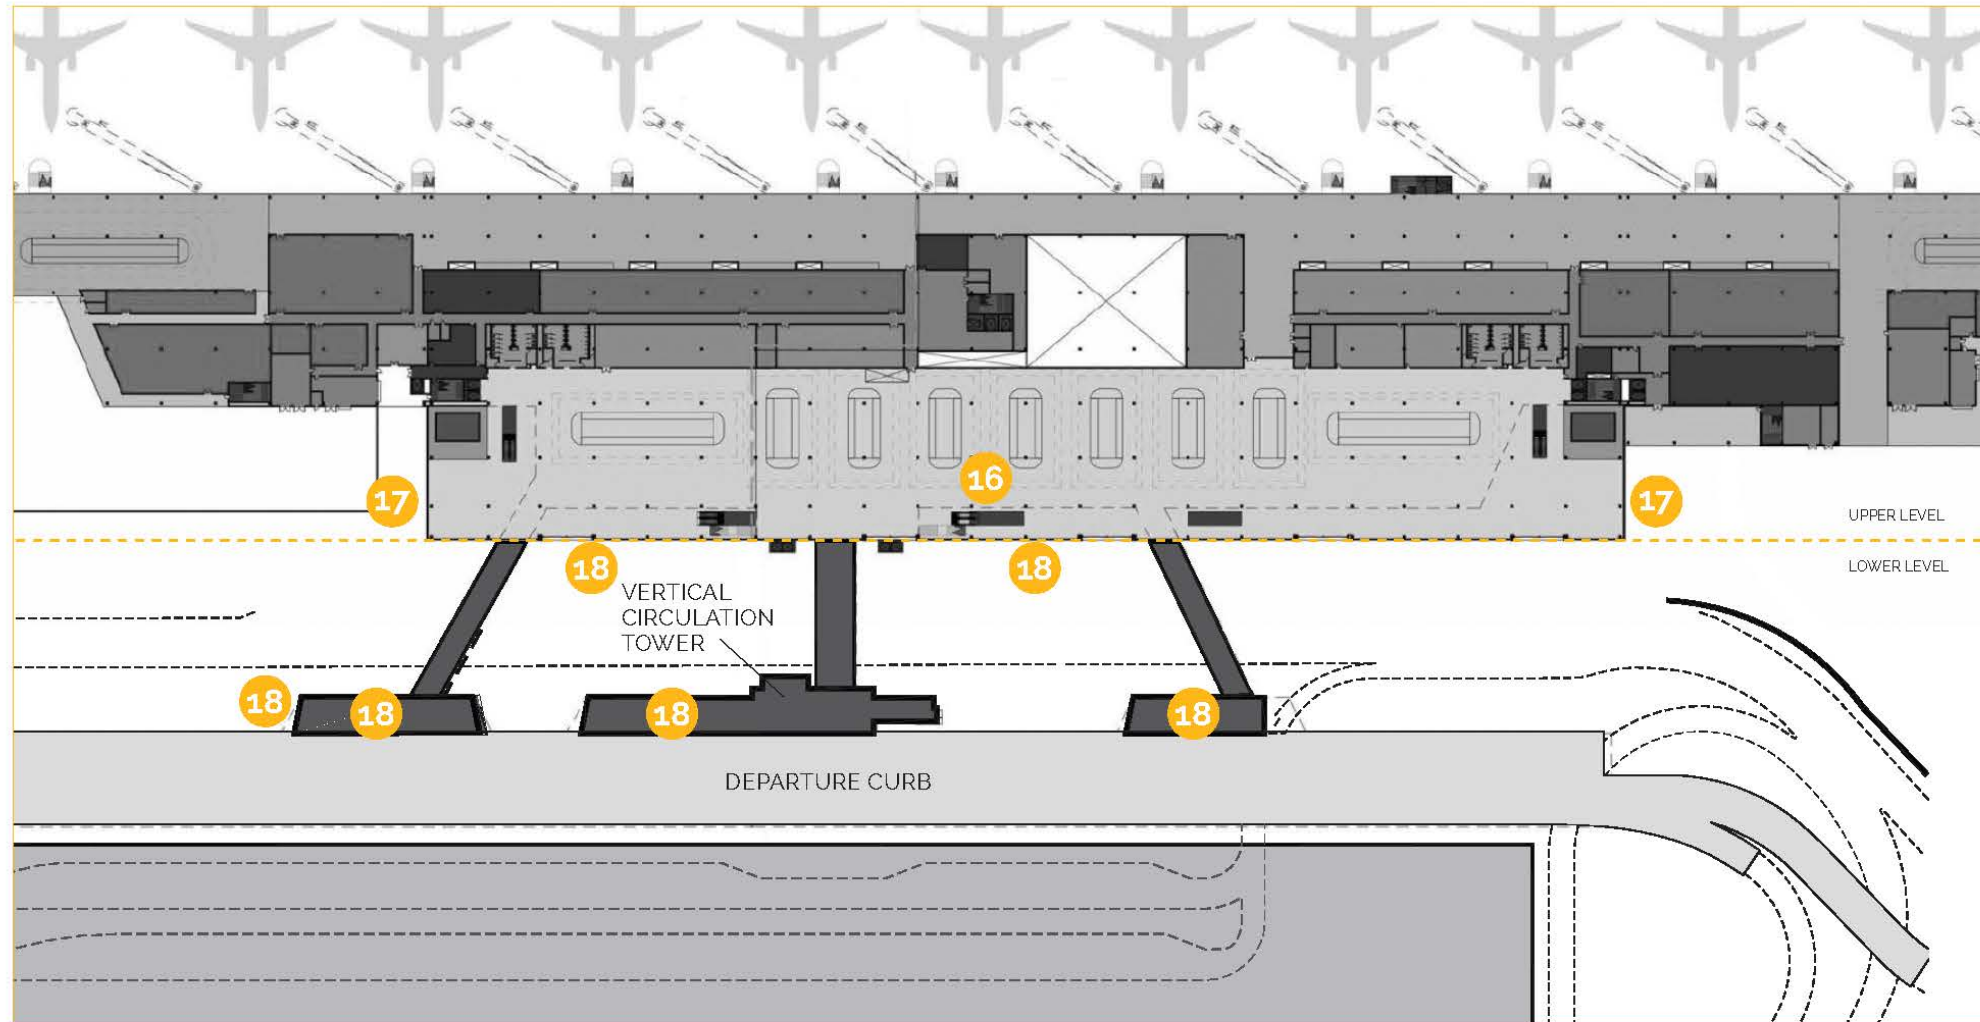 16
17
17
UPPER LEVEL
LOWER LEVEL
18
18
VERTICAL
CIRCULATION
TOWER
18
18
18
18
DEPARTURE CURB